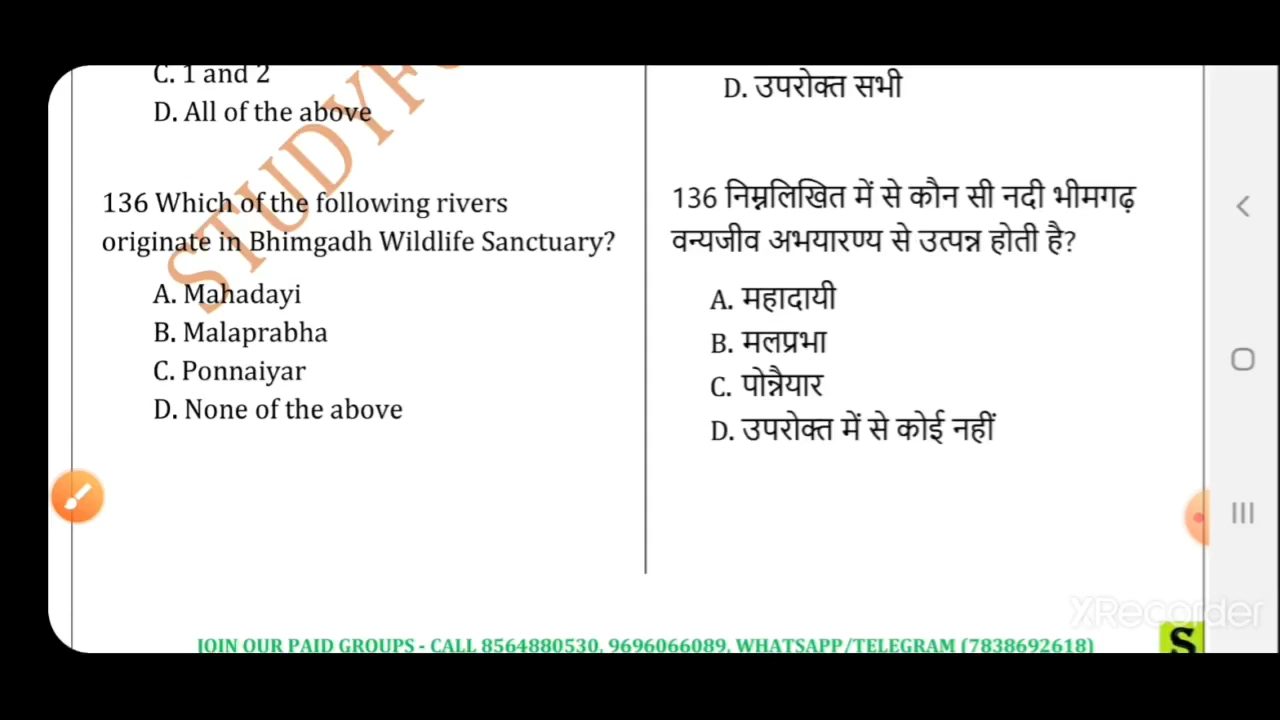 C. 1 and 2
D. All of the above
136 Which of the following rivers
originate in Bhimgadh Wildlife Sanctuary?
A. Mahadayi
B. Malaprabha
C. Ponnaiyar
D. None of the above
D. उपरोक्त सभी
136 निम्नलिखित में से कौन सी नदी भीमगढ़
वन्यजीव अभयारण्य से उत्पन्न होती है?
A. महादायी
B. मलप्रभा
C. पोन्नैयार
D. उपरोक्त में से कोई नहीं
STUDYF
XRecorder
JOIN OUR PAID GROUPS - CALL 8564880530, 9696066089, WHATSAPP/TELEGRAM (7838692618)
S